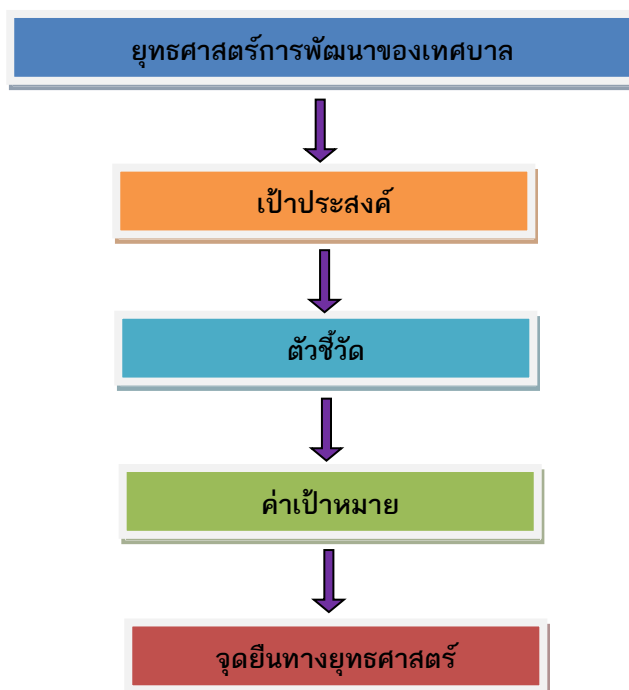 ยุทธศาสตร์การพัฒนาของเทศบาล
เป้าประสงค์
ตัวชี้วัด
ค่าเป้าหมาย
จุดยืนทางยุทธศาสตร์